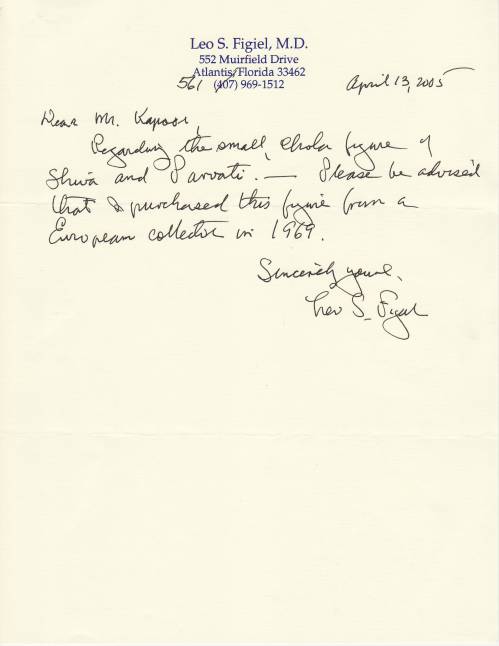 Leo S. Figiel, M.D.
552 Muirfield Drive
Atlantis, Florida 33462
561 (407) 969-1512
April 13, 2005
Dear Mr. Kapoor,
Regarding the small, Chola figure of
Shiva and Parvati. — Please be advised
that I purchased this figure from a
European collector in 1969.
Sincerely yours,
Leo S. Figiel